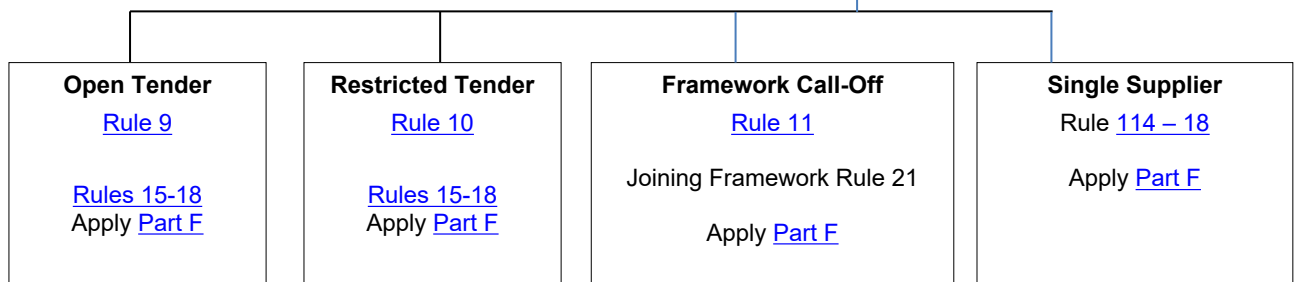 Open Tender
Rule 9
Rules 15-18
Apply Part F
Restricted Tender
Rule 10
Rules 15-18
Apply Part F
Framework Call-Off
Rule 11
Joining Framework Rule 21
Apply Part F
Single Supplier
Rule 114 – 18
Apply Part F